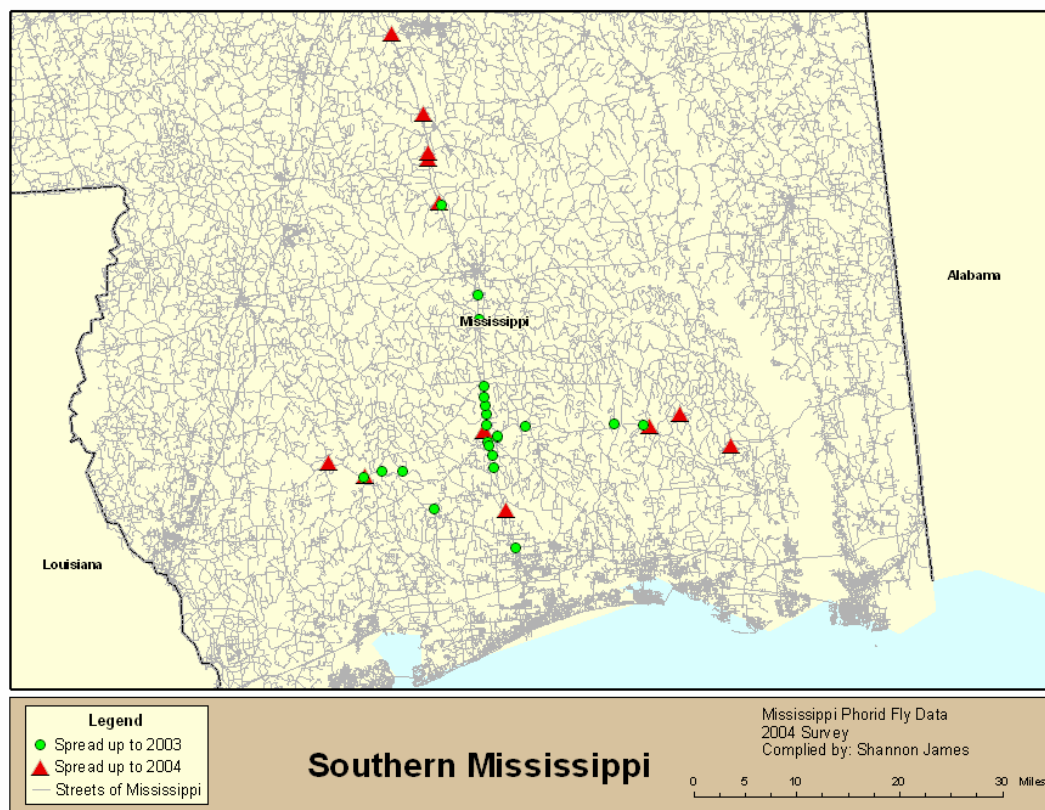 Alabama
Mississippi
Louisiana
Legend
Spread up to 2003
Spread up to 2004
Streets of Mississippi
Southern Mississippi
Mississippi Phorid Fly Data
2004 Survey
Complied by: Shannon James
0 5 10 20 30 Miles